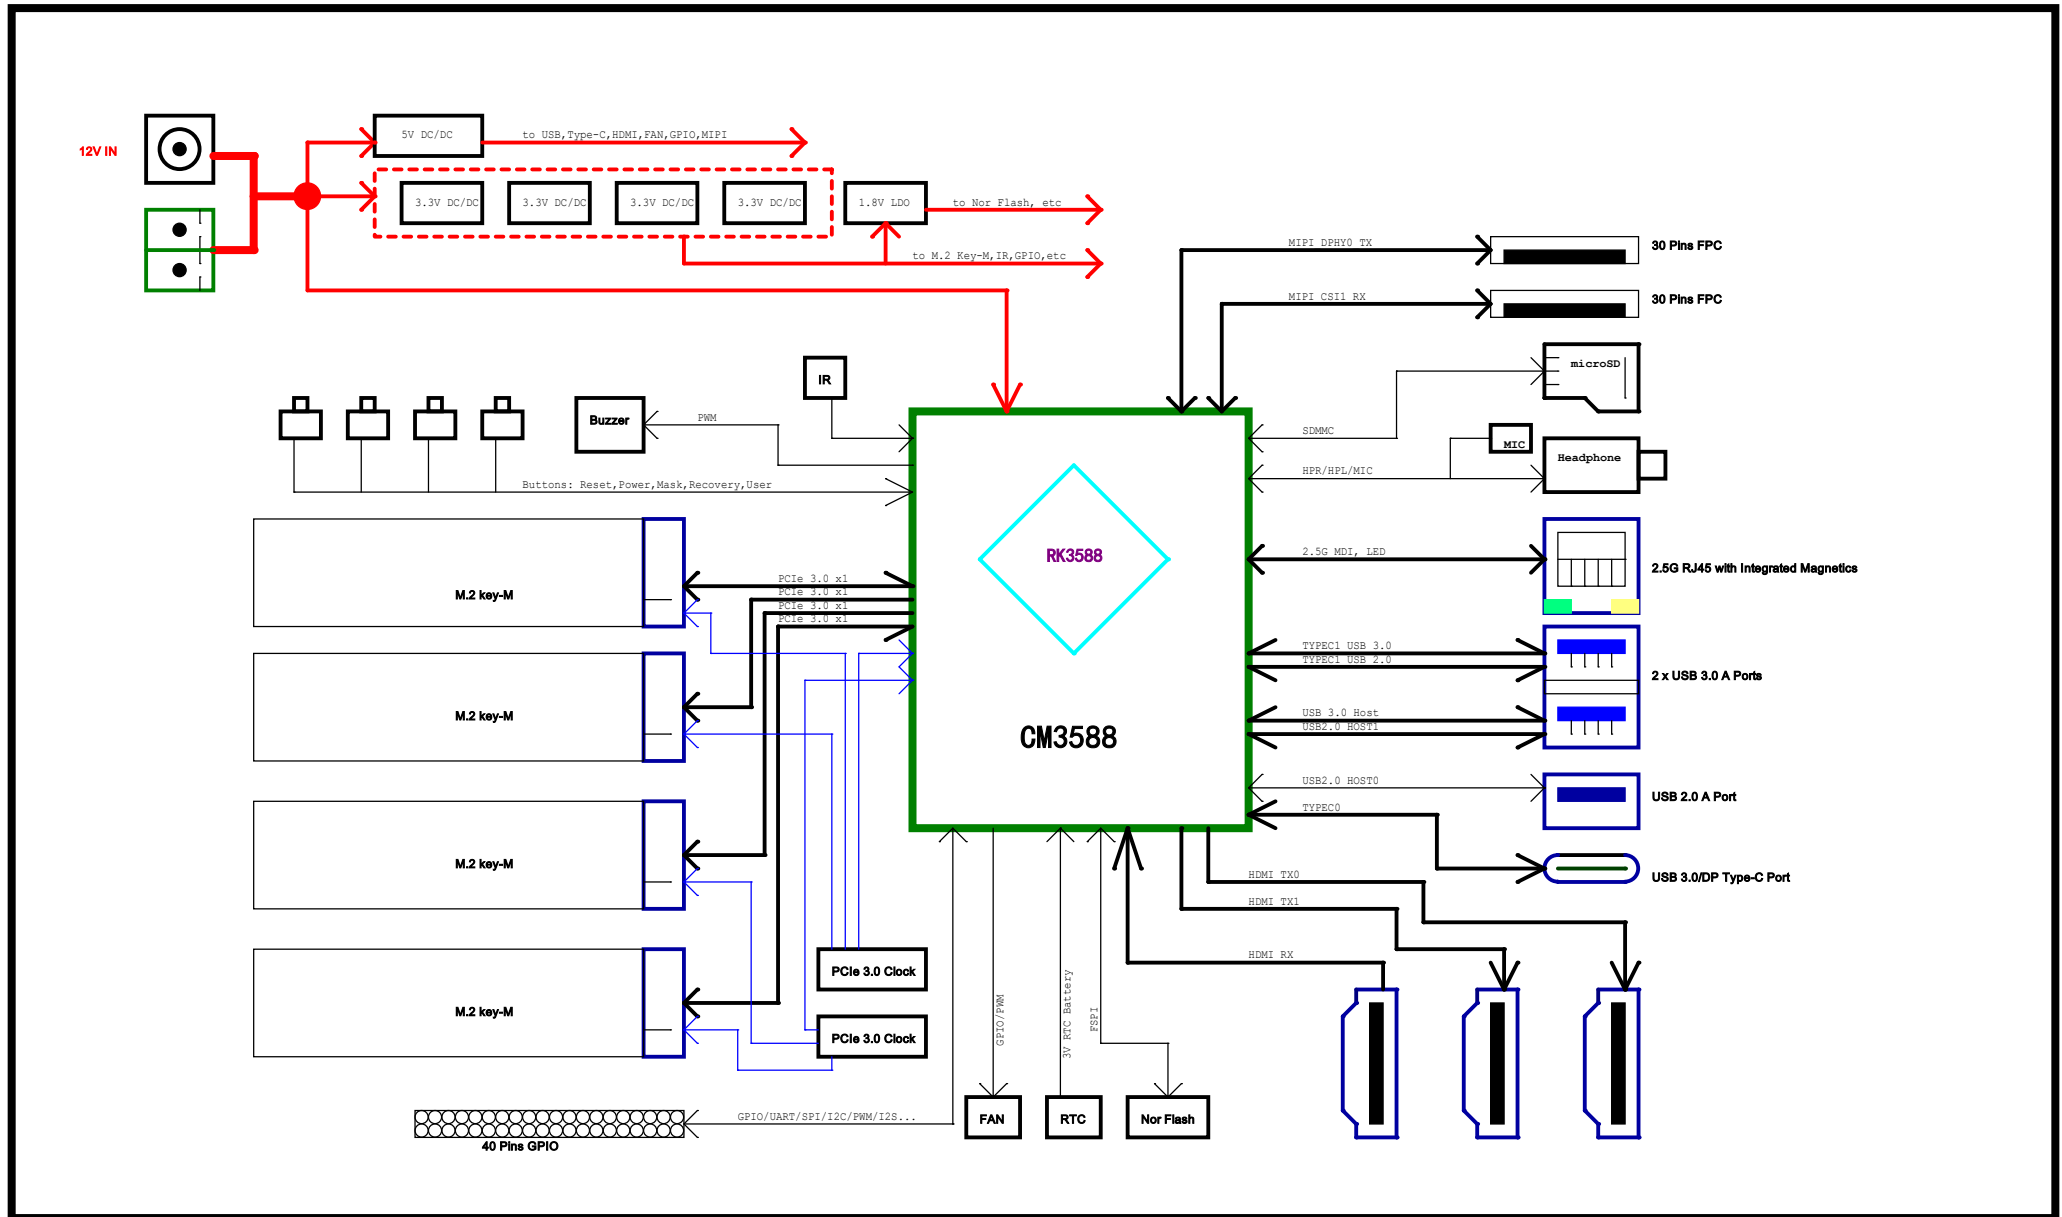 12V IN
5V DC/DC
to USB,Type-C,HDMI,FAN,GPIO,MIPI
3.3V DC/DC
3.3V DC/DC
3.3V DC/DC
3.3V DC/DC
1.8V LDO
to Nor Flash, etc
to M.2 Key-M,IR,GPIO,etc
MIPI DPHY0 TX
30 Pins FPC
MIPI CSI1 RX
30 Pins FPC
IR
microSD
Buzzer
PWM
SDMMC
MIC
HPR/HPL/MIC
Headphone
Buttons: Reset,Power,Mask,Recovery,User
RK3588
CM3588
2.5G MDI, LED
2.5G RJ45 with Integrated Magnetics
M.2 key-M
PCIe 3.0 x1
PCIe 3.0 x1
PCIe 3.0 x1
PCIe 3.0 x1
TYPEC1 USB 3.0
TYPEC1 USB 2.0
2 x USB 3.0 A Ports
M.2 key-M
USB 3.0 Host
USB2.0 HOST1
USB2.0 HOST0
USB 2.0 A Port
TYPEC0
M.2 key-M
USB 3.0/DP Type-C Port
HDMI TX0
HDMI TX1
HDMI RX
PCIe 3.0 Clock
M.2 key-M
PCIe 3.0 Clock
GPIO/PWM
3V RTC Battery
FSPI
GPIO/UART/SPI/I2C/PWM/I2S...
FAN
RTC
Nor Flash
40 Pins GPIO